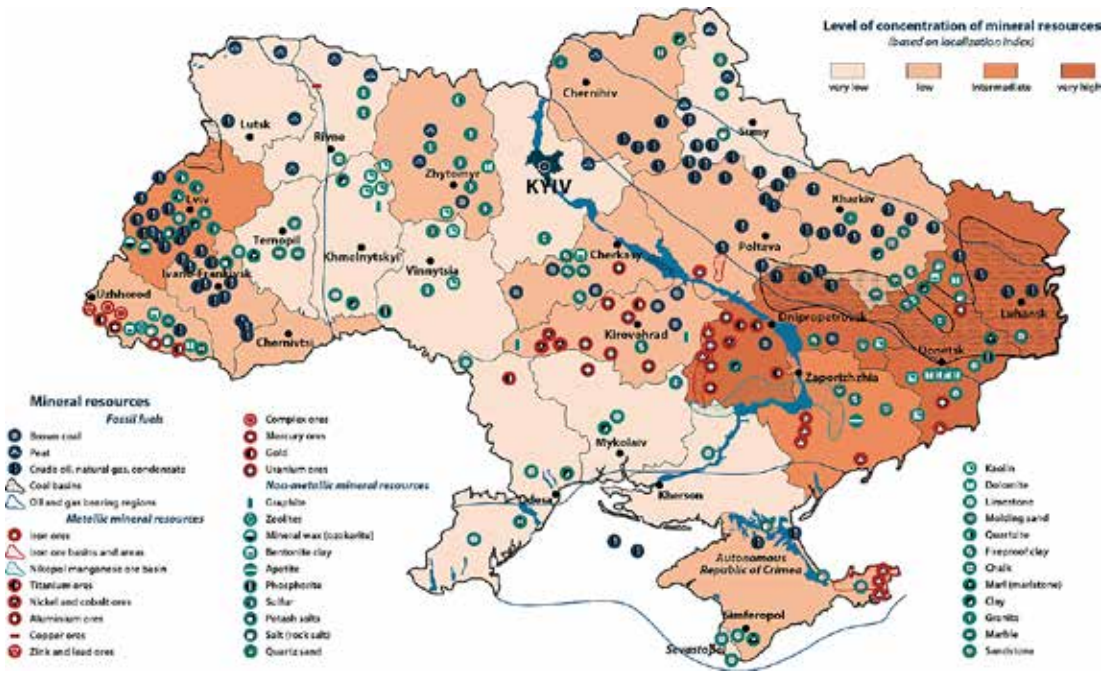 Level of concentration of mineral resources
(based on localization index)
very low
low
Intermediate
very high
Chernihiv
Sumy
Lutsk
Rivne
Zhytomyr
KYIV
Lviv
Kharkiv
Ternopil
Khmelnytskyi
Vinnytsia
Cherkasy
Poltava
Ivano-Frankivsk
Uzhhorod
Chernivtsi
Kirovohrad
Dnipropetrovsk
Luhansk
Donetsk
Zaporizhzhia
Mykolaiv
Odesa
Kherson
Autonomous
Republic of Crimea
Simferopol
Sevastopol
Mineral resources
Fossil fuels
Brown coal
Peat
Crude oil, natural gas, condensate
Coal basins
Oil and gas bearing regions
Metallic mineral resources
Iron ores
Iron ore basins and areas
Nikopol manganese ore basin
Titanium ores
Nickel and cobalt ores
Aluminium ores
Copper ores
Zink and lead ores
Complex ores
Mercury ores
Gold
Uranium ores
Non-metallic mineral resources
Graphite
Zeolites
Mineral wax (ozokerite)
Bentonite clay
Apatite
Phosphorite
Sulfur
Potash salts
Salt (rock salt)
Quartz sand
Kaolin
Dolomite
Limestone
Molding sand
Quartzite
Fireproof clay
Chalk
Marl (marlstone)
Clay
Granite
Marble
Sandstone